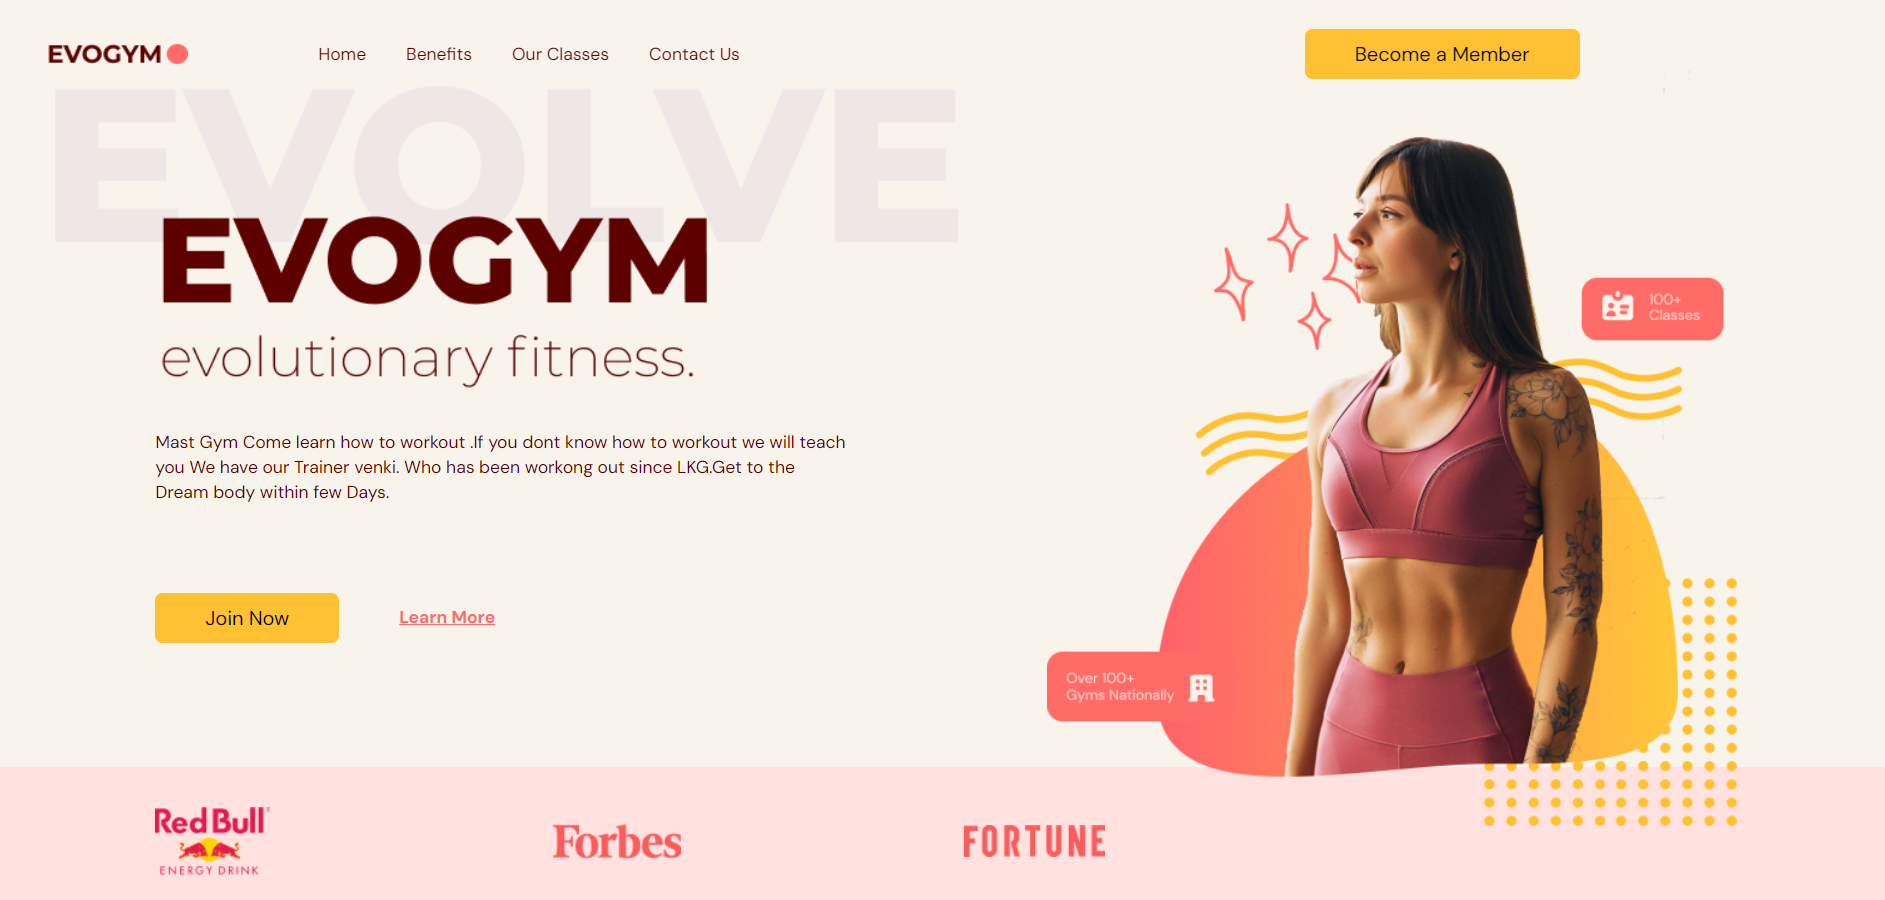 EVOGYM
Home
Benefits
Our Classes
Contact Us
Become a Member
EVOLVE
EVOGYM
evolutionary fitness.
Mast Gym Come learn how to workout .If you dont know how to workout we will teach
you We have our Trainer venki. Who has been workong out since LKG.Get to the
Dream body within few Days.
Join Now
Learn More
100+
Classes
Over 100+
Gyms Nationally
Red Bull
ENERGY DRINK
Forbes
FORTUNE